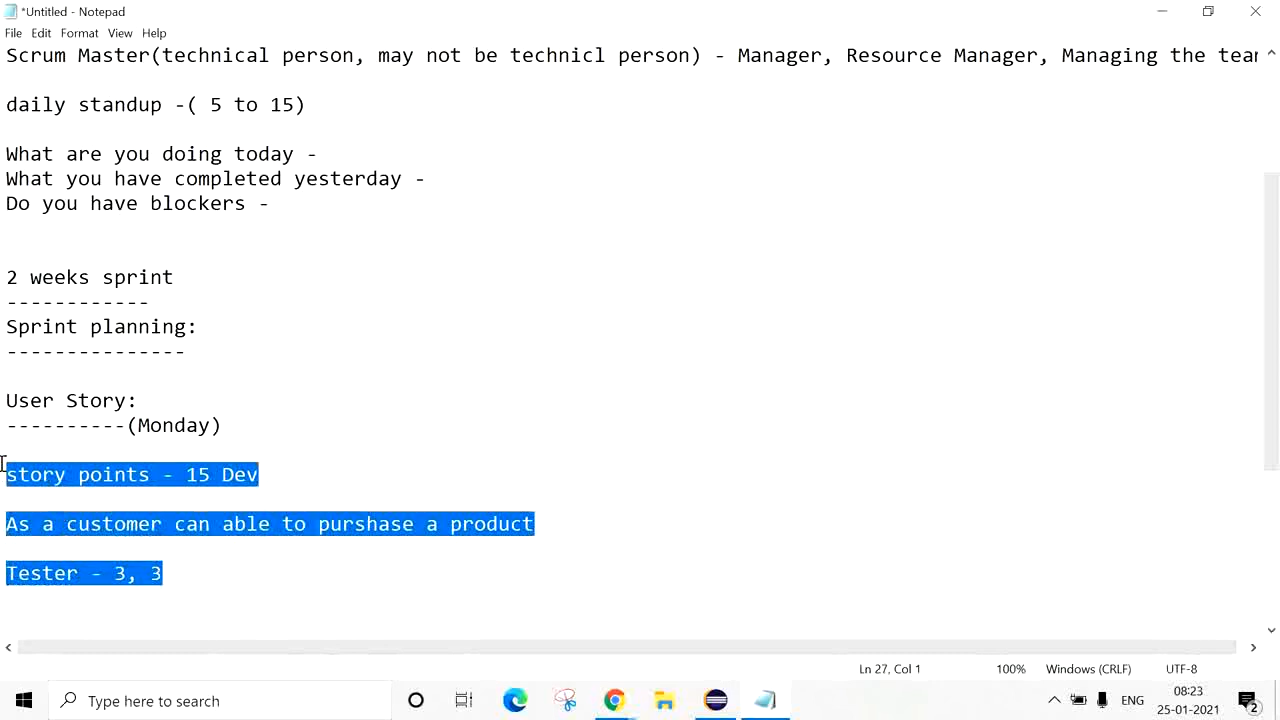 *Untitled - Notepad
File Edit Format View Help
Scrum Master(technical person, may not be technicl person) - Manager, Resource Manager, Managing the
daily standup -( 5 to 15)
What are you doing today -
What you have completed yesterday -
Do you have blockers -
2 weeks sprint
------------
Sprint planning:
---------------
User Story:
----------(Monday)
story points - 15 Dev
As a customer can able to purshase a product
Tester - 3, 3
Ln 27, Col 1 100% Windows (CRLF) UTF-8
Type here to search
ENG
08:23
25-01-2021
2